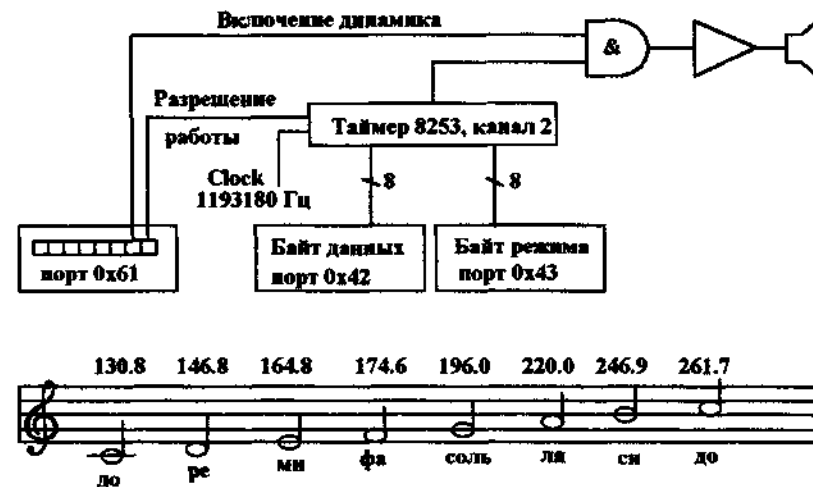 Включение динамика
&
Разрешение
работы
Таймер 8253, канал 2
Clock
1193180 Гц
8
8
порт 0x61
Байт данных
порт 0x42
Байт режима
порт 0x43
130.8 146.8 164.8 174.6 196.0 220.0 246.9 261.7
до ре ми фа соль ля си до